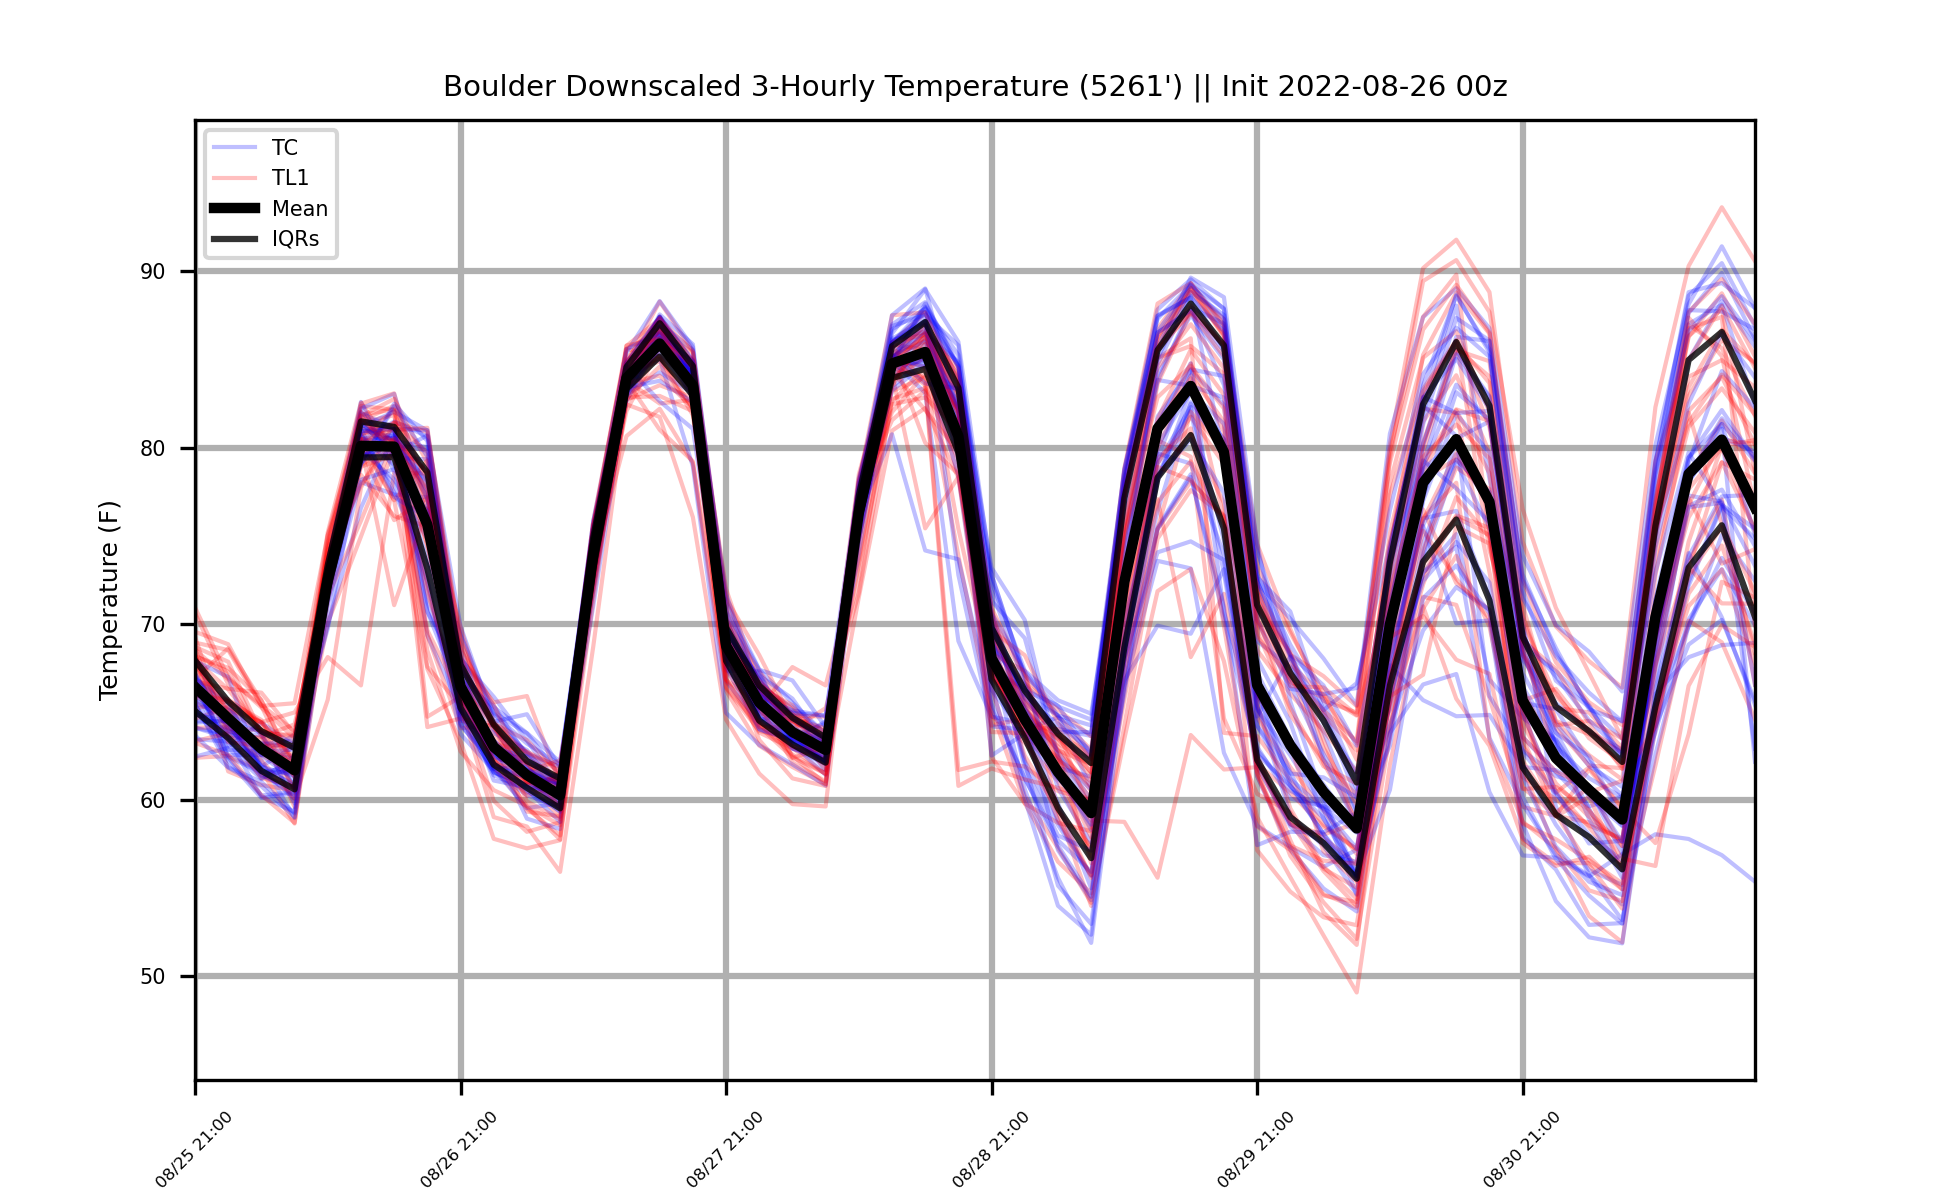 Boulder Downscaled 3-Hourly Temperature (5261') || Init 2022-08-26 00z
TC
TL1
Mean
IQRs
Temperature (F)
90
80
70
60
50
08/25 21:00
08/26 21:00
08/27 21:00
08/28 21:00
08/29 21:00
08/30 21:00